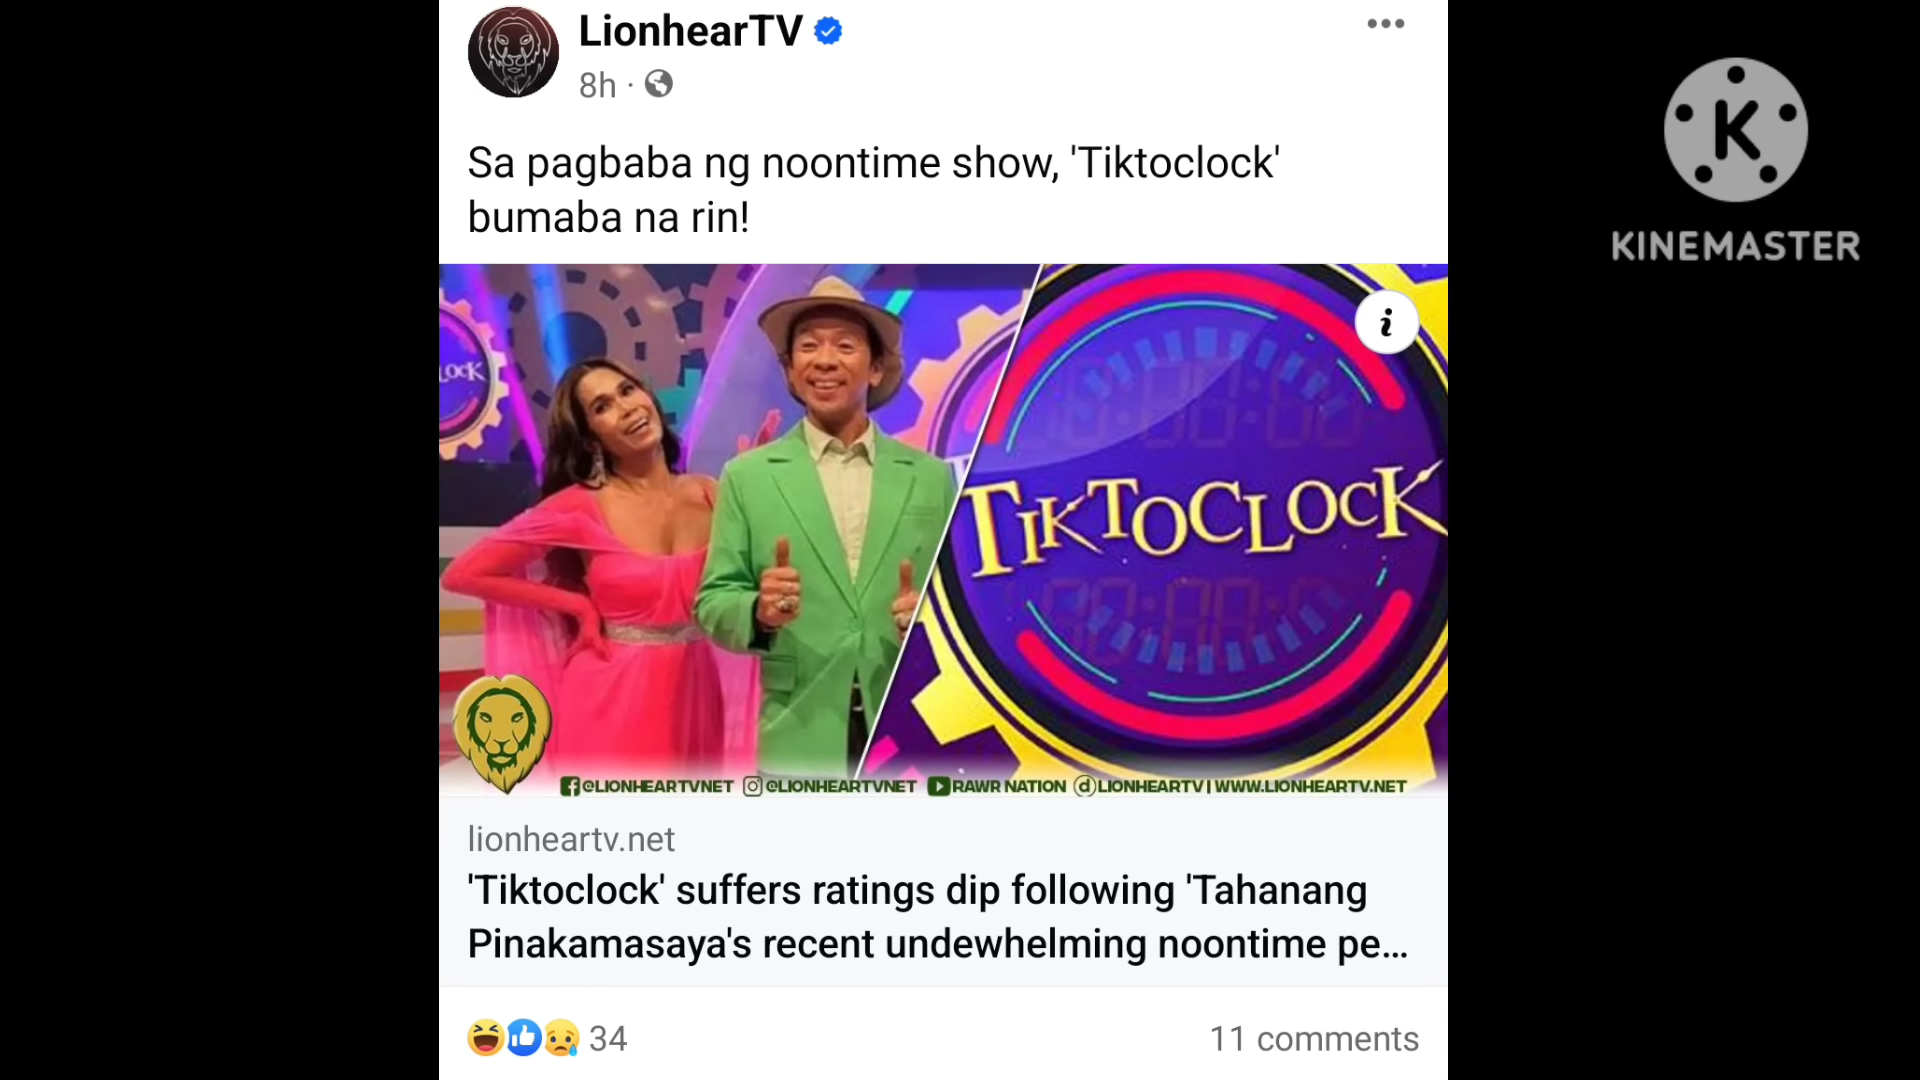 LionhearTV
8h ·
Sa pagbaba ng noontime show, 'Tiktoclock'
bumaba na rin!
LOCK
TIKTOCLOCK
@LIONHEARTVNET @LIONHEARTVNET RAWR NATION LIONHEARTV | WWW.LIONHEARTV.NET
lionheartv.net
'Tiktoclock' suffers ratings dip following 'Tahanang
Pinakamasaya's recent undewhelming noontime pe...
34
11 comments
K
KINEMASTER